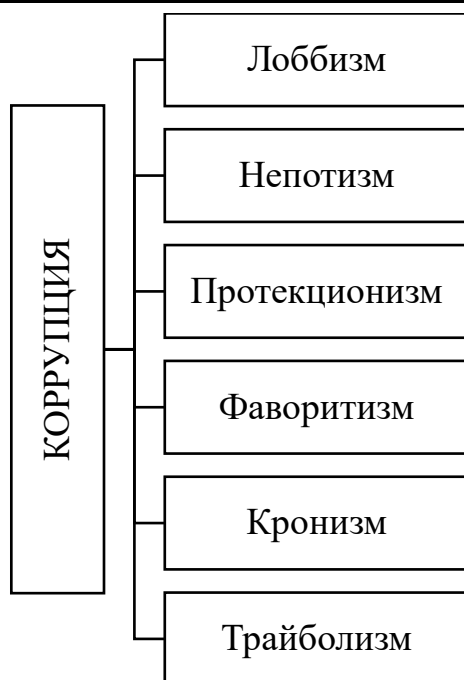 КОРРУПЦИЯ
Лоббизм
Непотизм
Протекционизм
Фаворитизм
Кронизм
Трайболизм